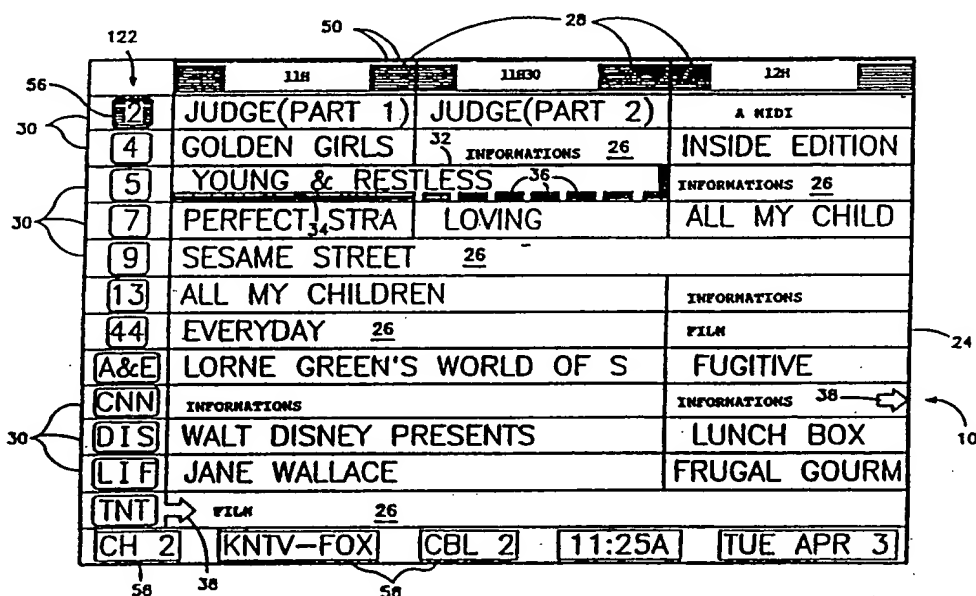 50 28
122
11H 11H30 12H
56
2 JUDGE(PART 1) JUDGE(PART 2) A MIDI
30
4 GOLDEN GIRLS 32 INFORMATIONS 26 INSIDE EDITION
5 YOUNG & RESTLESS 36 INFORMATIONS 26
30
7 PERFECT STRA 34 LOVING ALL MY CHILD
9 SESAME STREET 26
13 ALL MY CHILDREN INFORMATIONS
44 EVERYDAY 26 FILM
24
A&E LORNE GREEN'S WORLD OF S FUGITIVE
CNN INFORMATIONS INFORMATIONS 38
30 10
DIS WALT DISNEY PRESENTS LUNCH BOX
LIF JANE WALLACE FRUGAL GOURM
TNT FILM 26
CH 2 KNTV-FOX CBL 2 11:25A TUE APR 3
58 38 58